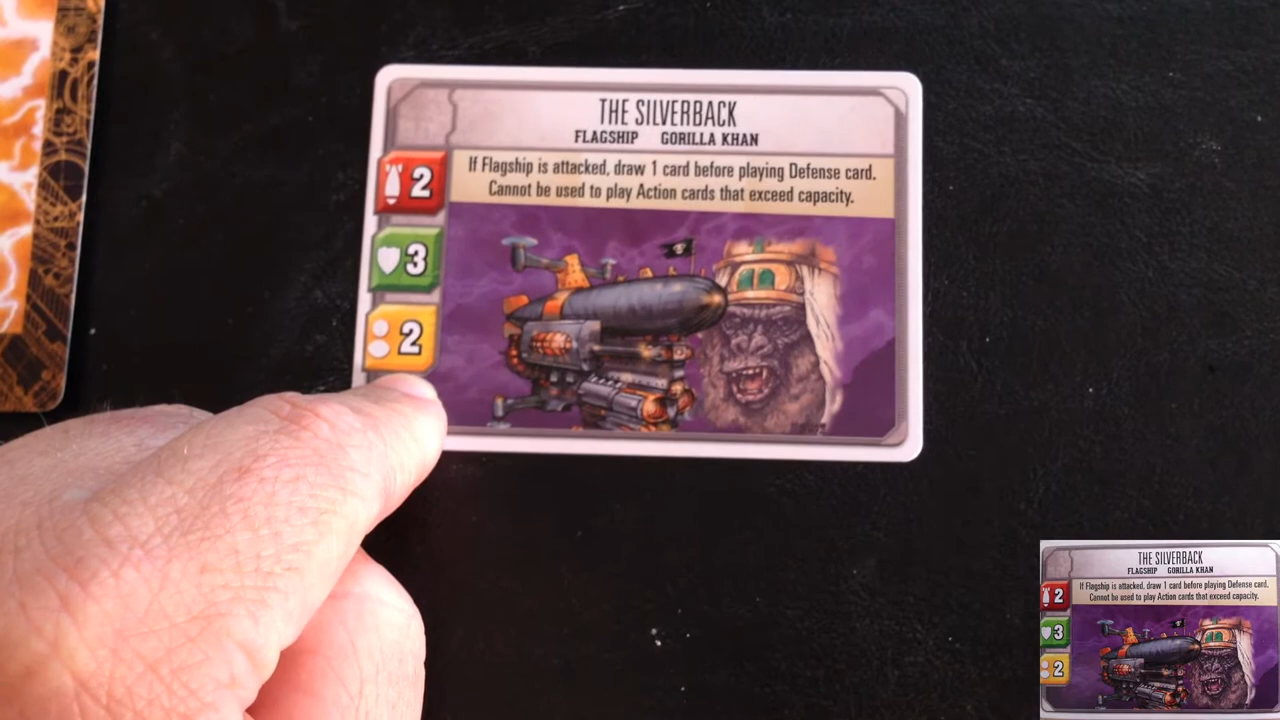 THE SILVERBACK
FLAGSHIP GORILLA KHAN
If Flagship is attacked, draw 1 card before playing Defense card.
Cannot be used to play Action cards that exceed capacity.
2
3
2
THE SILVERBACK
FLAGSHIP GORILLA KHAN
If Flagship is attacked, draw 1 card before playing Defense card.
Cannot be used to play Action cards that exceed capacity.
2
3
2